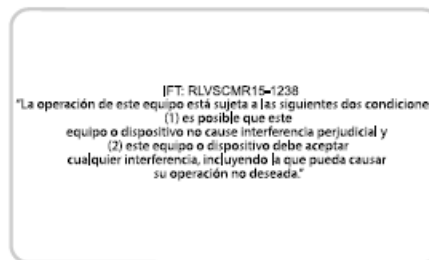 IFT: RLVSCMR15-1238
"La operación de este equipo está sujeta a las siguientes dos condicione
(1) es posible que este
equipo o dispositivo no cause interferencia perjudicial y
(2) este equipo o dispositivo debe aceptar
cualquier interferencia, incluyendo la que pueda causar
su operación no deseada."